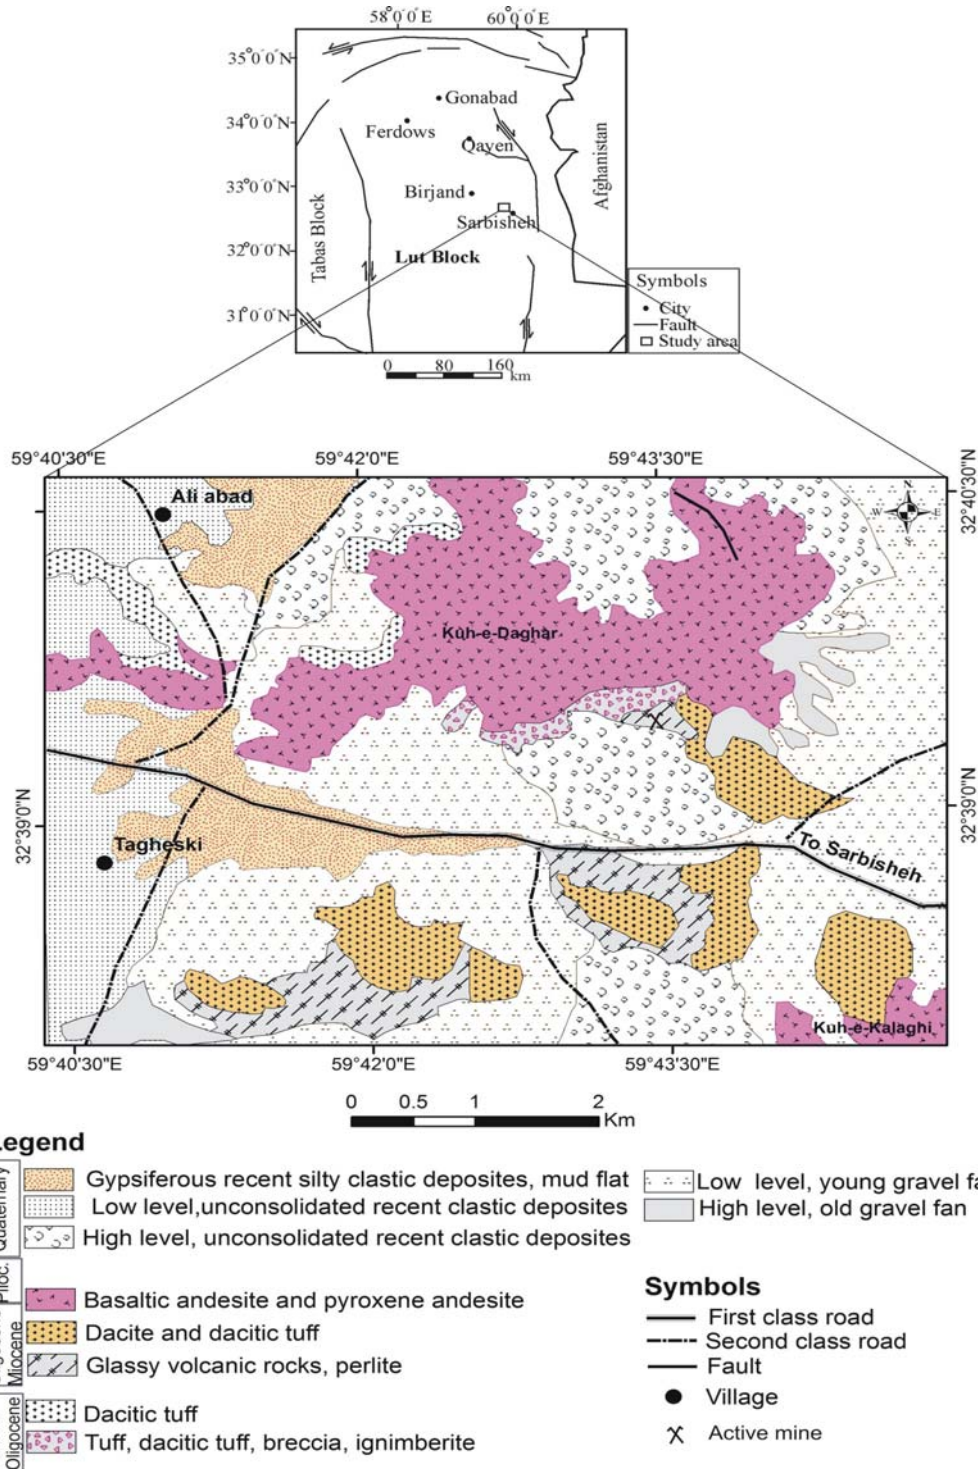 58°0'0"E 60°0'0"E
35°0'0"N
34°0'0"N
33°0'0"N
32°0'0"N
31°0'0"N
Gonabad
Ferdows
Qayen
Birjand
Sarbisheh
Lut Block
Tabas Block
Afghanistan
Symbols
City
Fault
Study area
0 80 160
km
59°40'30"E 59°42'0"E 59°43'30"E
32°40'30"N
32°39'0"N
32°39'0"N
Ali abad
N
W E
S
Kuh-e-Daghar
Tagheski
To Sarbisheh
Kuh-e-Kalaghi
59°40'30"E 59°42'0"E 59°43'30"E
0 0.5 1 2
Km
egend
Quaternary
Gypsiferous recent silty clastic deposites, mud flat
Low level,unconsolidated recent clastic deposites
High level, unconsolidated recent clastic deposites
Low level, young gravel fa
High level, old gravel fan
Plioc.
Miocene
Basaltic andesite and pyroxene andesite
Dacite and dacitic tuff
Glassy volcanic rocks, perlite
Oligocene
Dacitic tuff
Tuff, dacitic tuff, breccia, ignimberite
Symbols
First class road
Second class road
Fault
Village
Active mine